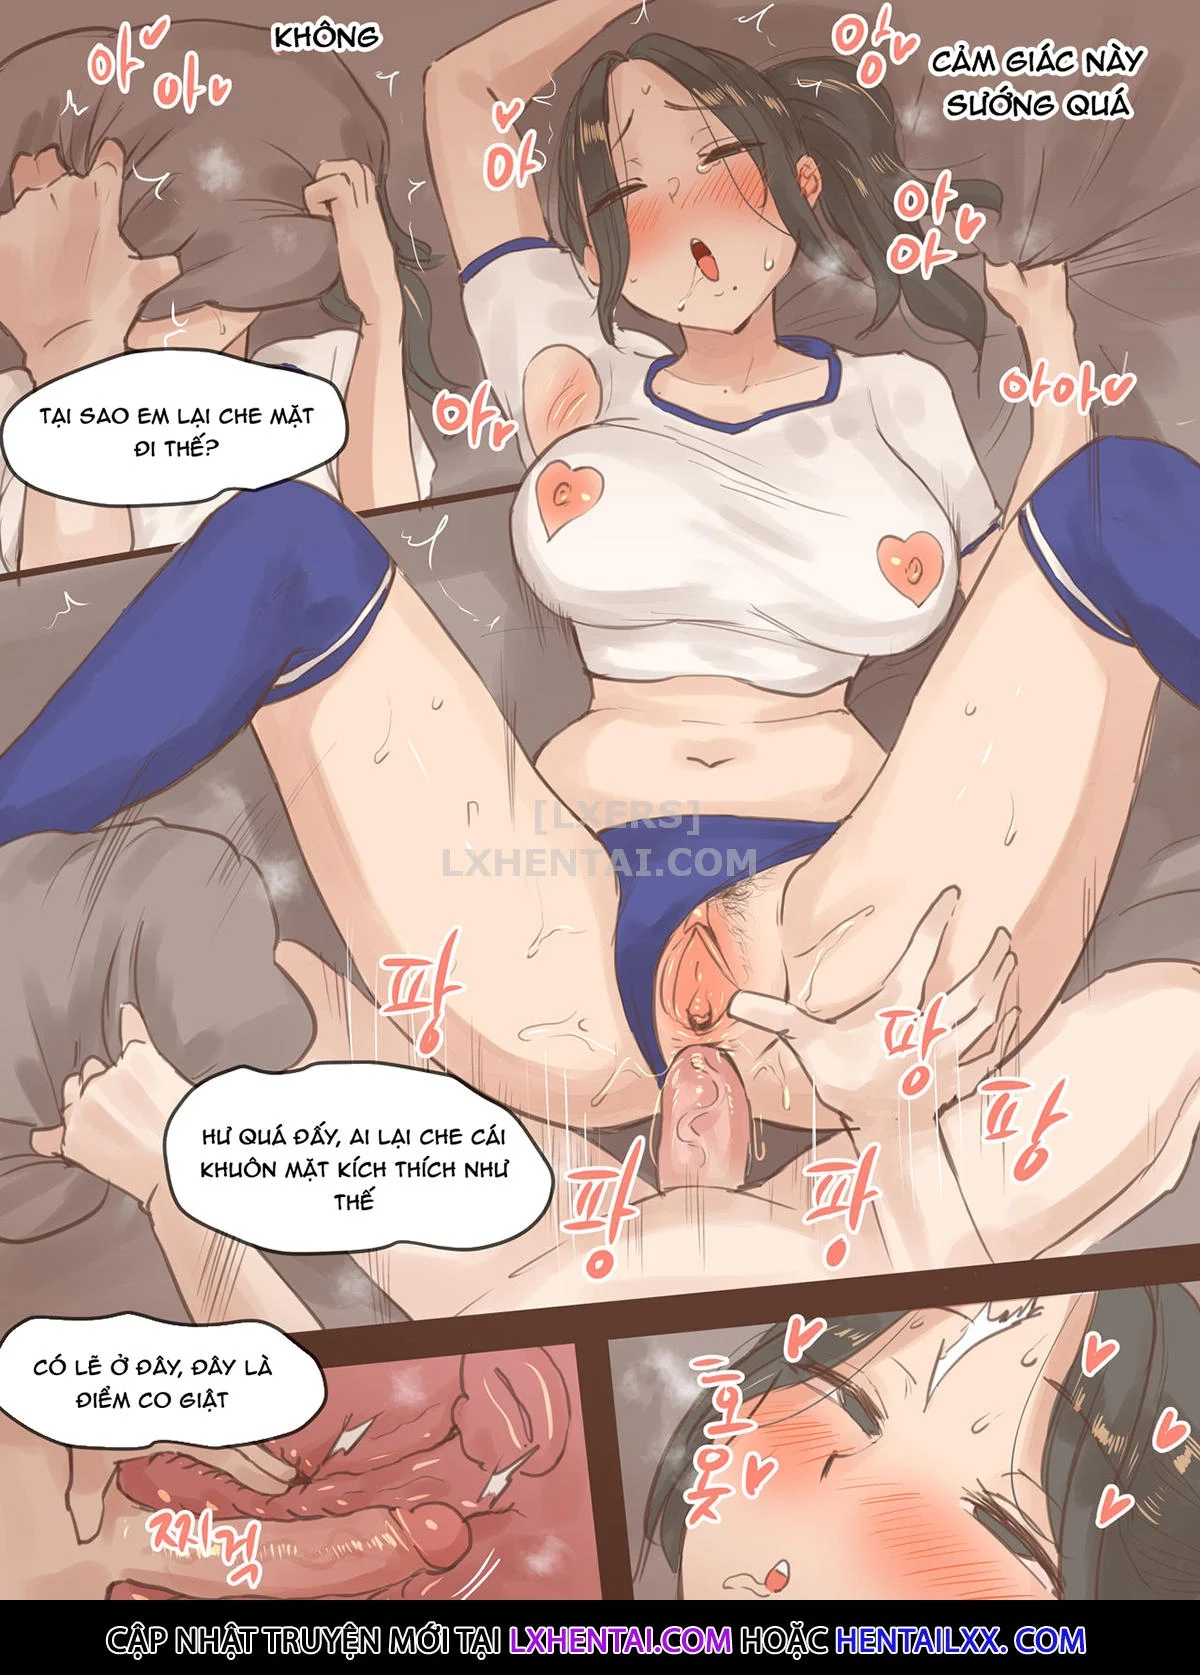 아♥
아♥
KHÔNG
앙♥
CẢM GIÁC NÀY
SƯỚNG QUÁ
♥
아
아♥
아
아♥
아아♥
TẠI SAO EM LẠI CHE MẶT
ĐI THẾ?
[LXERS]
LXHENTAI.COM
팡
팡
팡
HƯ QUÁ ĐẤY, AI LẠI CHE CÁI
KHUÔN MẶT KÍCH THÍCH NHƯ
THẾ
팡
팡
CÓ LẼ Ở ĐÂY, ĐÂY LÀ
ĐIỂM CO GIẬT
호
옷♥
찌걱
CẬP NHẬT TRUYỆN MỚI TẠI LXHENTAI.COM HOẶC HENTAILXX. COM